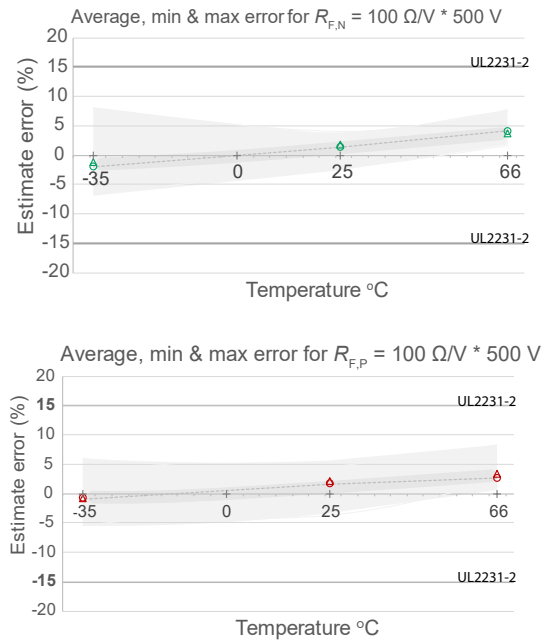 Average, min & max error for R_F,N = 100 Ω/V * 500 V
20
15
UL2231-2
10
5
0
-35
0
25
66
-5
-10
-15
UL2231-2
-20
Estimate error (%)
Temperature °C
Average, min & max error for R_F,P = 100 Ω/V * 500 V
20
15
UL2231-2
10
5
0
-35
0
25
66
-5
-10
-15
UL2231-2
-20
Estimate error (%)
Temperature °C